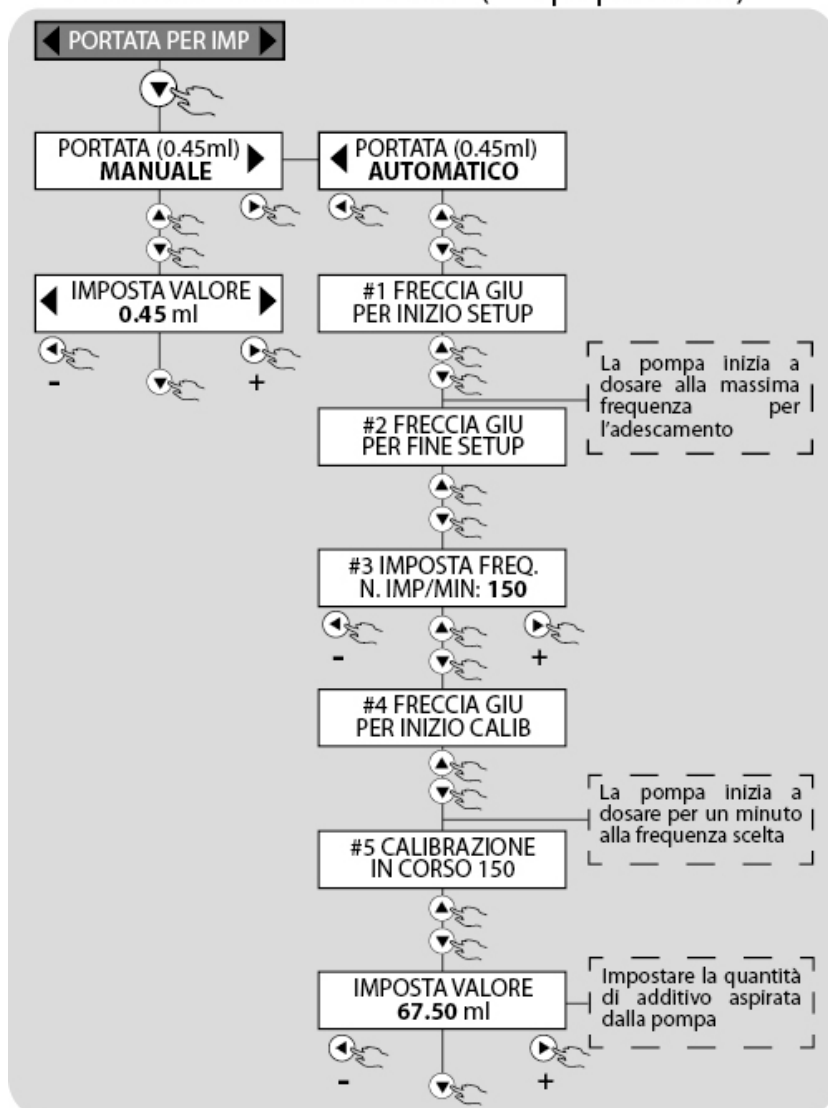 PORTATA PER IMP
PORTATA (0.45ml)
MANUALE
PORTATA (0.45ml)
AUTOMATICO
IMPOSTA VALORE
0.45 ml
-
+
#1 FRECCIA GIU
PER INIZIO SETUP
La pompa inizia a
dosare alla massima
frequenza per
l'adescamento
#2 FRECCIA GIU
PER FINE SETUP
#3 IMPOSTA FREQ.
N. IMP/MIN: 150
-
+
#4 FRECCIA GIU
PER INIZIO CALIB
La pompa inizia a
dosare per un minuto
alla frequenza scelta
#5 CALIBRAZIONE
IN CORSO 150
IMPOSTA VALORE
67.50 ml
Impostare la quantità
di additivo aspirata
dalla pompa
-
+